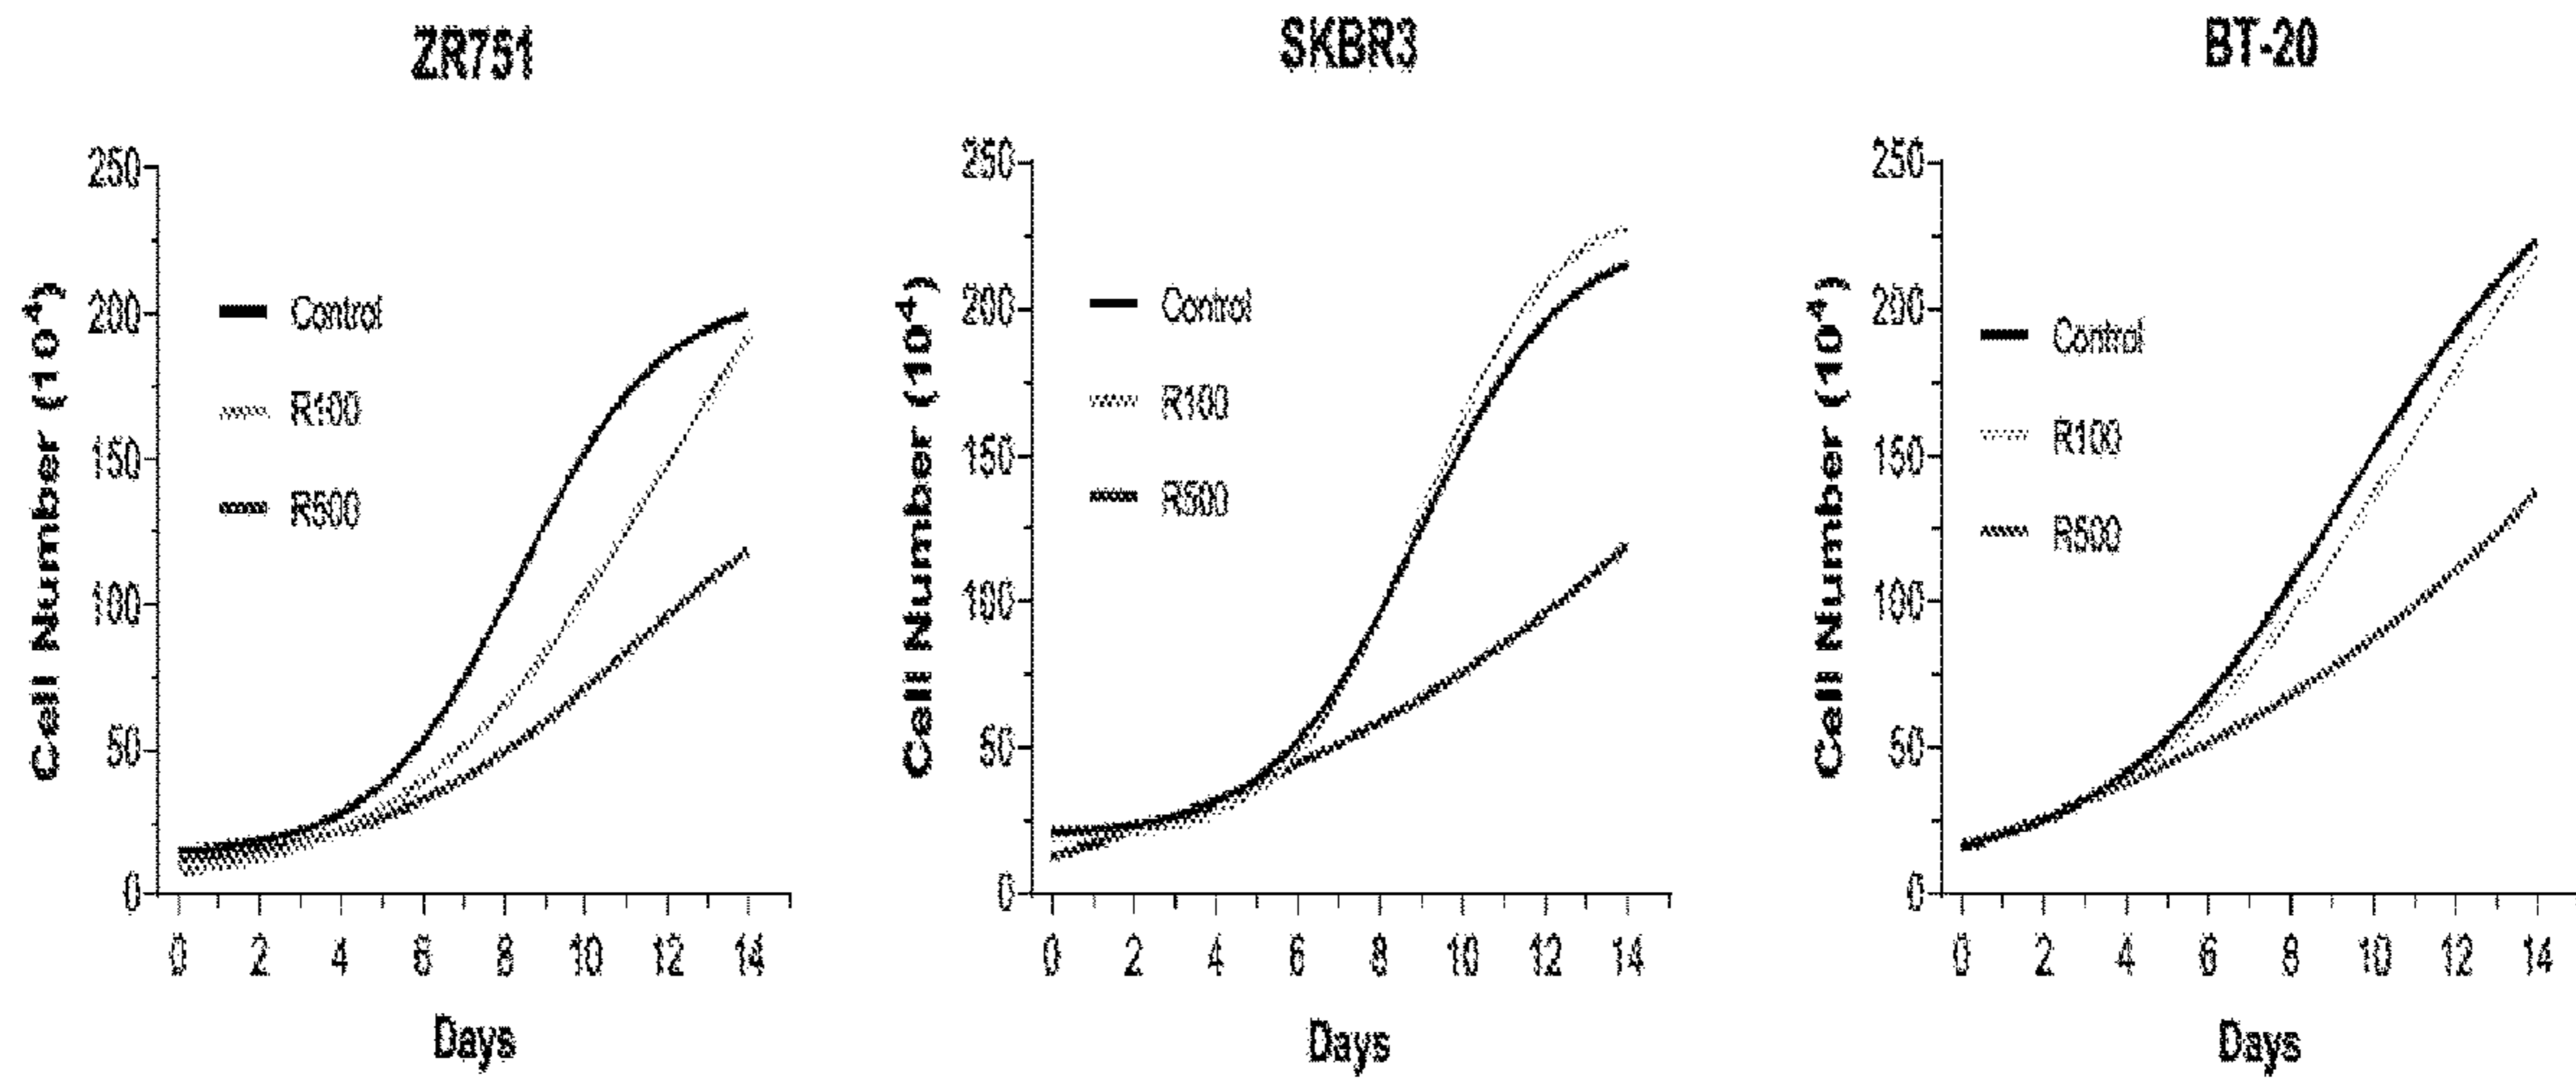 ZR751
Cell Number (10⁴)
250
200
150
100
50
0
Control
R100
R500
0 2 4 6 8 10 12 14
Days
SKBR3
Cell Number (10⁴)
250
200
150
100
50
0
Control
R100
R500
0 2 4 6 8 10 12 14
Days
BT-20
Cell Number (10⁴)
250
200
150
100
50
0
Control
R100
R500
0 2 4 6 8 10 12 14
Days